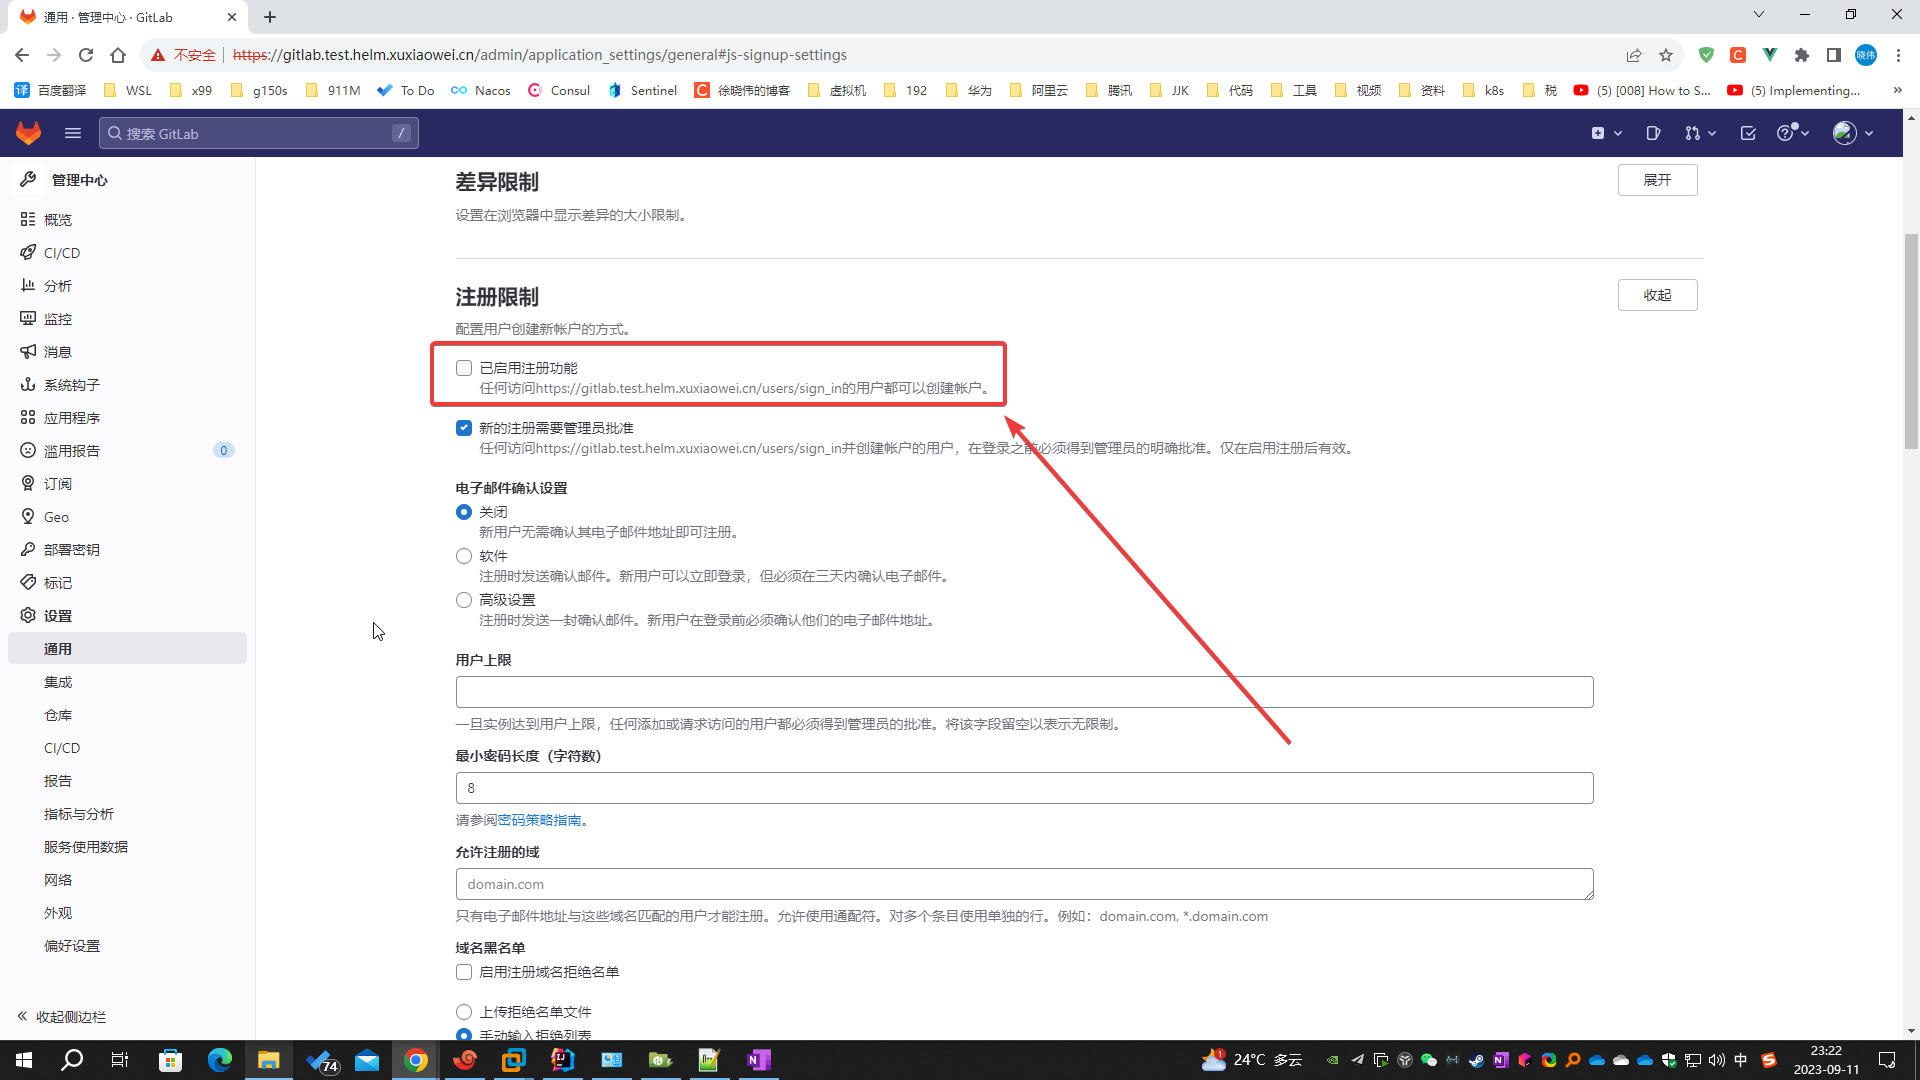 通用 · 管理中心 · GitLab
不安全 https://gitlab.test.helm.xuxiaowei.cn/admin/application_settings/general#js-signup-settings
晓伟
译 百度翻译 WSL x99 g150s 911M To Do Nacos Consul Sentinel 徐晓伟的博客 虚拟机 192 华为 阿里云 腾讯 JJK 代码 工具 视频 资料 k8s 税 (5) [008] How to S... (5) Implementing... »
搜索 GitLab /
管理中心
概览
CI/CD
分析
监控
消息
系统钩子
应用程序
滥用报告 0
订阅
Geo
部署密钥
标记
设置
通用
集成
仓库
CI/CD
报告
指标与分析
服务使用数据
网络
外观
偏好设置
收起侧边栏
差异限制
展开
设置在浏览器中显示差异的大小限制。
注册限制
收起
配置用户创建新帐户的方式。
已启用注册功能
任何访问https://gitlab.test.helm.xuxiaowei.cn/users/sign_in的用户都可以创建帐户。
新的注册需要管理员批准
任何访问https://gitlab.test.helm.xuxiaowei.cn/users/sign_in并创建帐户的用户，在登录之前必须得到管理员的明确批准。仅在启用注册后有效。
电子邮件确认设置
关闭
新用户无需确认其电子邮件地址即可注册。
软件
注册时发送确认邮件。新用户可以立即登录，但必须在三天内确认电子邮件。
高级设置
注册时发送一封确认邮件。新用户在登录前必须确认他们的电子邮件地址。
用户上限
一旦实例达到用户上限，任何添加或请求访问的用户都必须得到管理员的批准。将该字段留空以表示无限制。
最小密码长度（字符数）
8
请参阅密码策略指南。
允许注册的域
domain.com
只有电子邮件地址与这些域名匹配的用户才能注册。允许使用通配符。对多个条目使用单独的行。例如：domain.com, *.domain.com
域名黑名单
启用注册域名拒绝名单
上传拒绝名单文件
手动输入拒绝列表
74
1 24°C 多云
中
23:22
2023-09-11